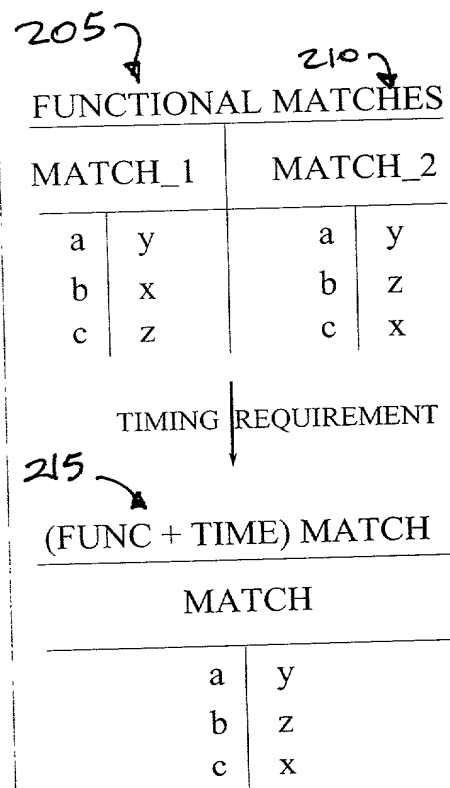 205
210
FUNCTIONAL MATCHES
MATCH_1 MATCH_2
a y a y
b x b z
c z c x
TIMING REQUIREMENT
215
(FUNC + TIME) MATCH
MATCH
a y
b z
c x